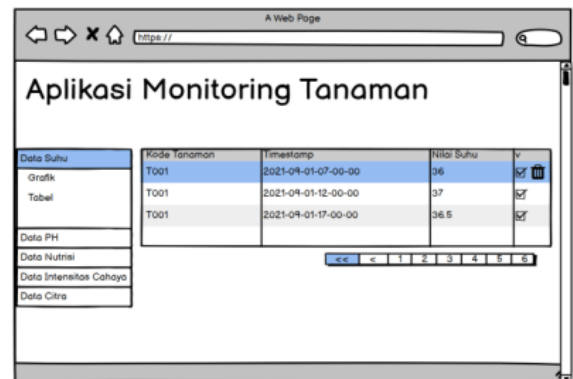 A Web Page
https://
Aplikasi Monitoring Tanaman
Data Suhu
Grafik
Tabel
Data PH
Data Nutrisi
Data Intensitas Cahaya
Data Citra
Kode Tanaman Timestamp Nilai Suhu v
T001 2021-09-01-07-00-00 36
T001 2021-09-01-12-00-00 37
T001 2021-09-01-17-00-00 36.5
<< < 1 2 3 4 5 6